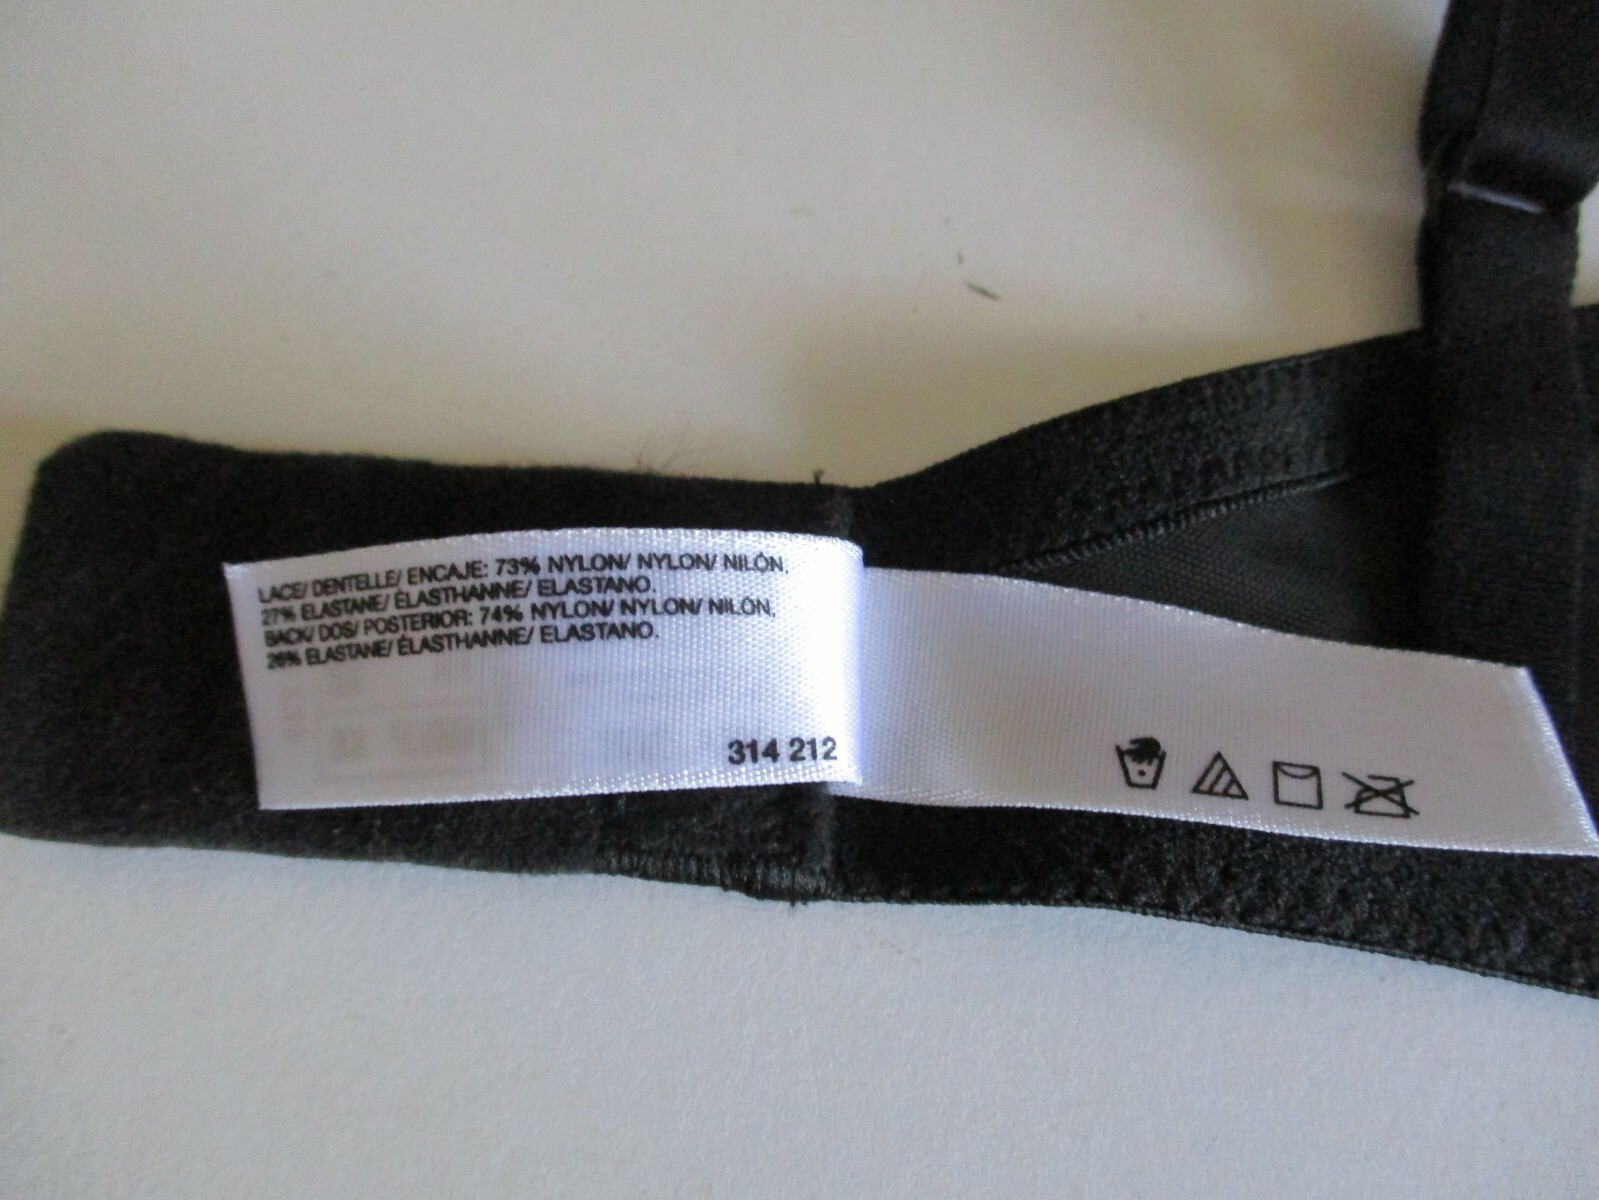 LACE/ DENTELLE/ ENCAJE: 73% NYLON/ NYLON/ NILÓN,
27% ELASTANE/ ÉLASTHANNE/ ELASTANO.
BACK/ DOS/ POSTERIOR: 74% NYLON/ NYLON/ NILÓN,
26% ELASTANE/ ÉLASTHANNE/ ELASTANO.
314 212